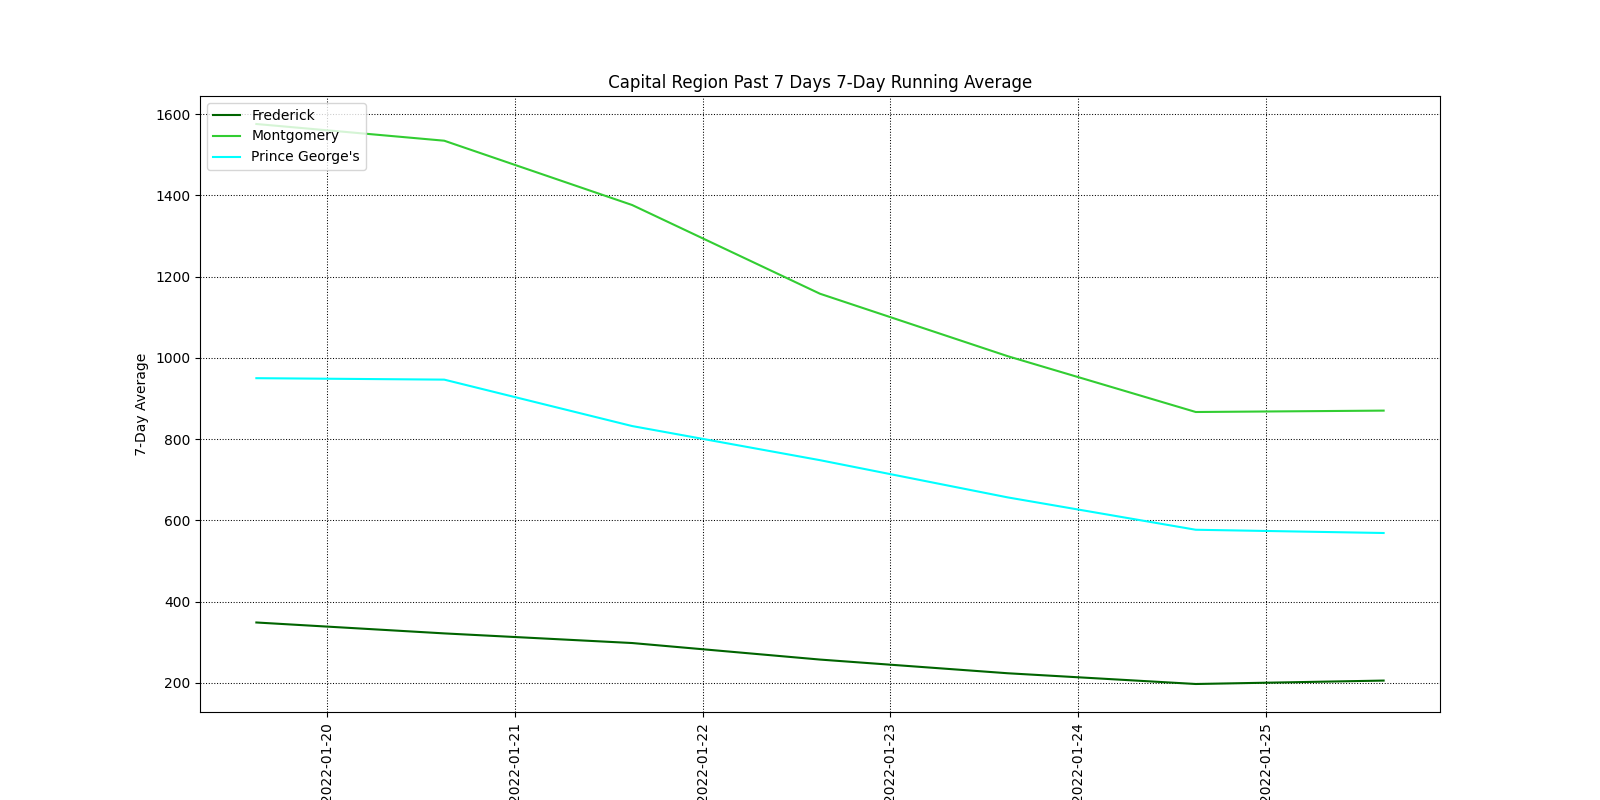 Capital Region Past 7 Days 7-Day Running Average
1600
1400
1200
1000
800
600
400
200
7-Day Average
Frederick
Montgomery
Prince George's
2022-01-20
2022-01-21
2022-01-22
2022-01-23
2022-01-24
2022-01-25